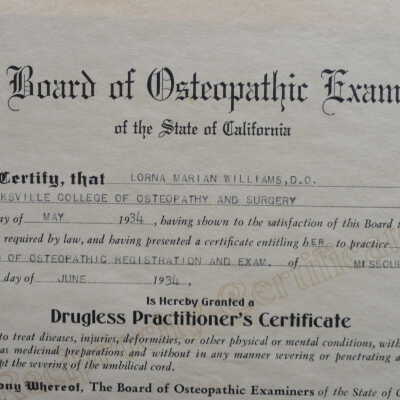 Board of Osteopathic Exam
of the State of California
Certify, that LORNA MARIAN WILLIAMS, D.O.
KSVILLE COLLEGE OF OSTEOPATHY AND SURGERY
ay of MAY 1934, having shown to the satisfaction of this Board t
required by law, and having presented a certificate entitling hER to practice
OF OSTEOPATHIC REGISTRATION AND EXAM. of MISSOU
day of JUNE 1934,
Is Hereby Granted a
Drugless Practitioner's Certificate
to treat diseases, injuries, deformities, or other physical or mental conditions, with
as medicinal preparations and without in any manner severing or penetrating a
pt the severing of the umbilical cord.
ony Whereof, The Board of Osteopathic Examiners of the State of C